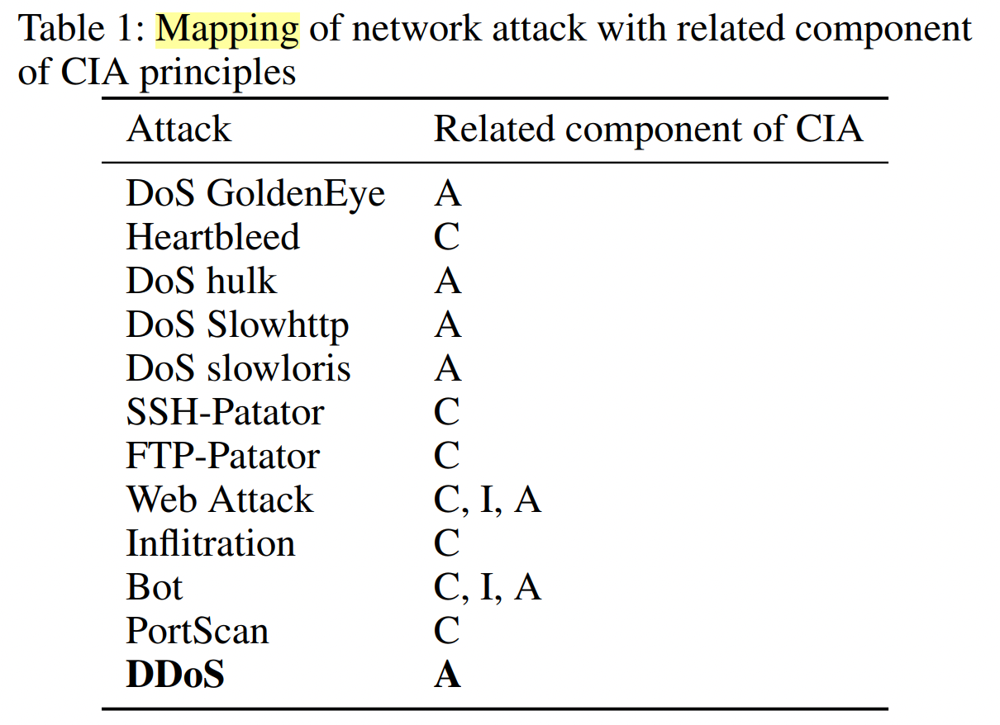 Table 1: Mapping of network attack with related component
of CIA principles
Attack Related component of CIA
DoS GoldenEye A
Heartbleed C
DoS hulk A
DoS Slowhttp A
DoS slowloris A
SSH-Patator C
FTP-Patator C
Web Attack C, I, A
Inflitration C
Bot C, I, A
PortScan C
DDoS A